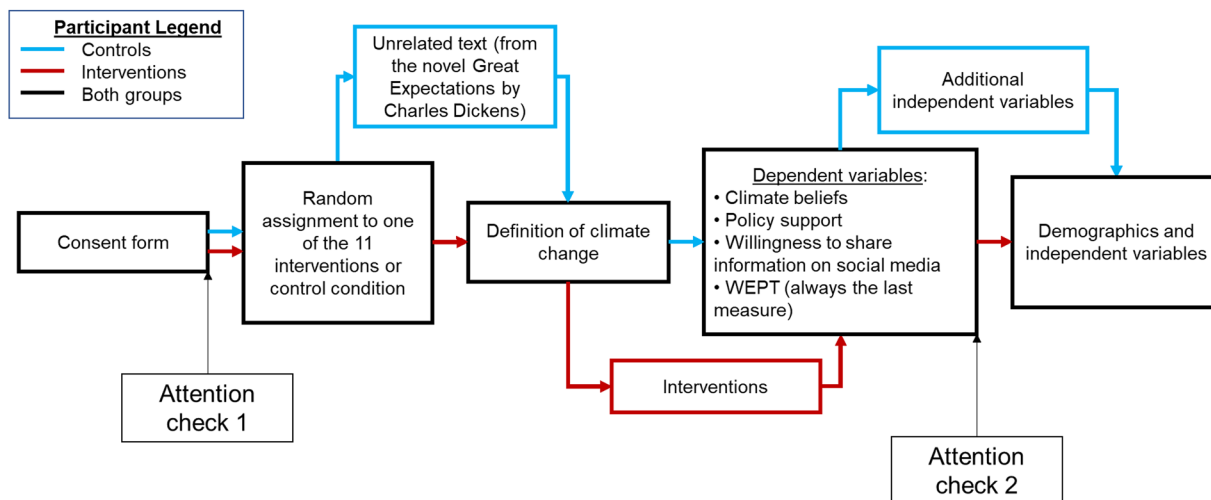 Participant Legend
Controls
Interventions
Both groups
Unrelated text (from
the novel Great
Expectations by
Charles Dickens)
Additional
independent variables
Consent form
Random
assignment to one
of the 11
interventions or
control condition
Definition of climate
change
Dependent variables:
• Climate beliefs
• Policy support
• Willingness to share
information on social media
• WEPT (always the last
measure)
Demographics and
independent variables
Interventions
Attention
check 1
Attention
check 2